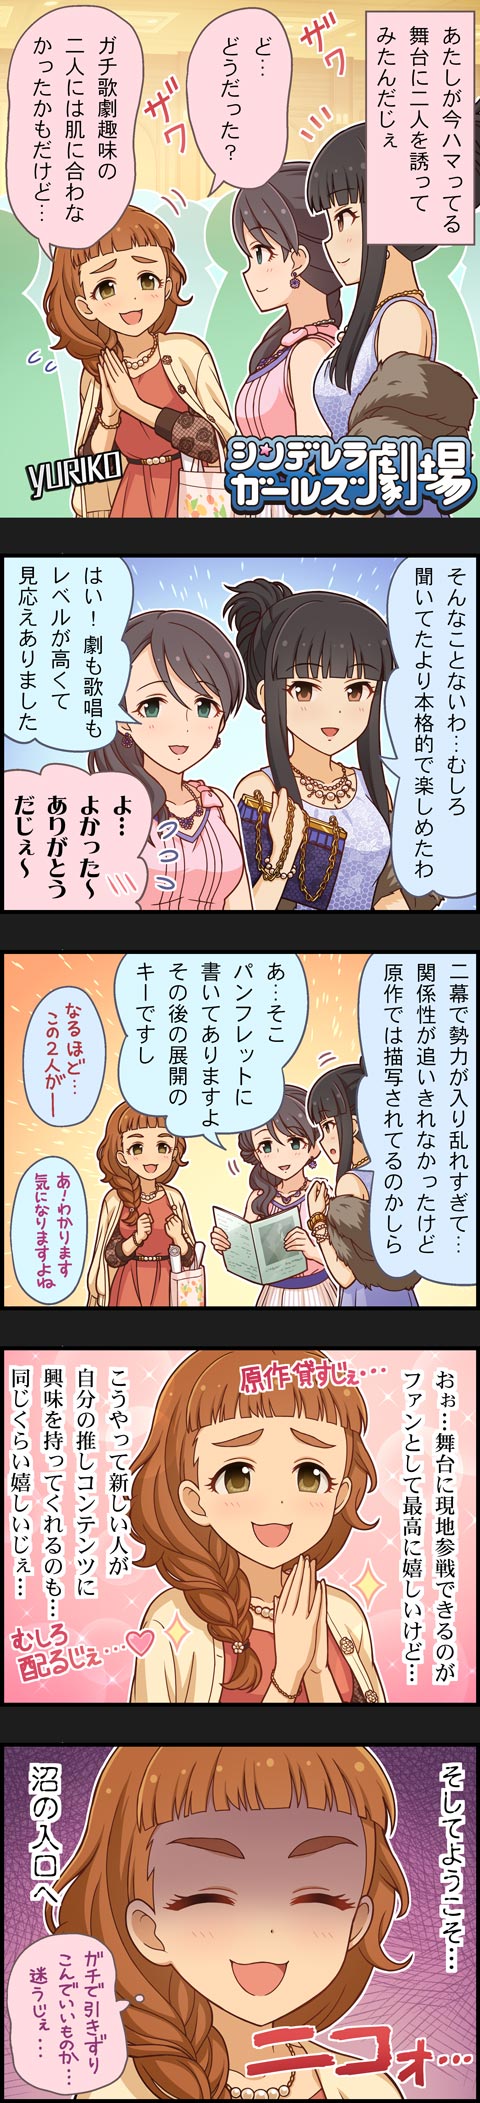 あたしが今ハマってる
舞台に二人を誘って
みたんだじぇ
ザワ
ザワ
ど…
どうだった？
ガチ歌劇趣味の
二人には肌に合わな
かったかもだけど…
YURIKO
シンデレラ
ガールズ劇場
そんなことないわ…むしろ
聞いてたより本格的で楽しめたわ
はい！劇も歌唱も
レベルが高くて
見応えありました
よ…
よかった〜
ありがとう
だじぇ〜
二幕で勢力が入り乱れすぎて…
関係性が追いきれなかったけど
原作では描写されてるのかしら
あ…そこ
パンフレットに
書いてありますよ
その後の展開の
キーですし
なるほど…
この２人がー
あ！わかります
気になりますよね
原作貸すじぇ…
おぉ…舞台に現地参戦できるのが
ファンとして最高に嬉しいけど…
こうやって新しい人が
自分の推しコンテンツに
興味を持ってくれるのも…
同じくらい嬉しいじぇ…
むしろ
配るじぇ…
そしてようこそ…
沼の入口へ
ガチで引きずり
こんでいいものか…
迷うじぇ…
ニコォ…